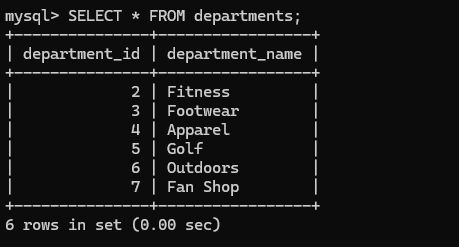 mysql> SELECT * FROM departments;
+---------------+-----------------+
| department_id | department_name |
+---------------+-----------------+
|             2 | Fitness         |
|             3 | Footwear        |
|             4 | Apparel         |
|             5 | Golf            |
|             6 | Outdoors        |
|             7 | Fan Shop        |
+---------------+-----------------+
6 rows in set (0.00 sec)